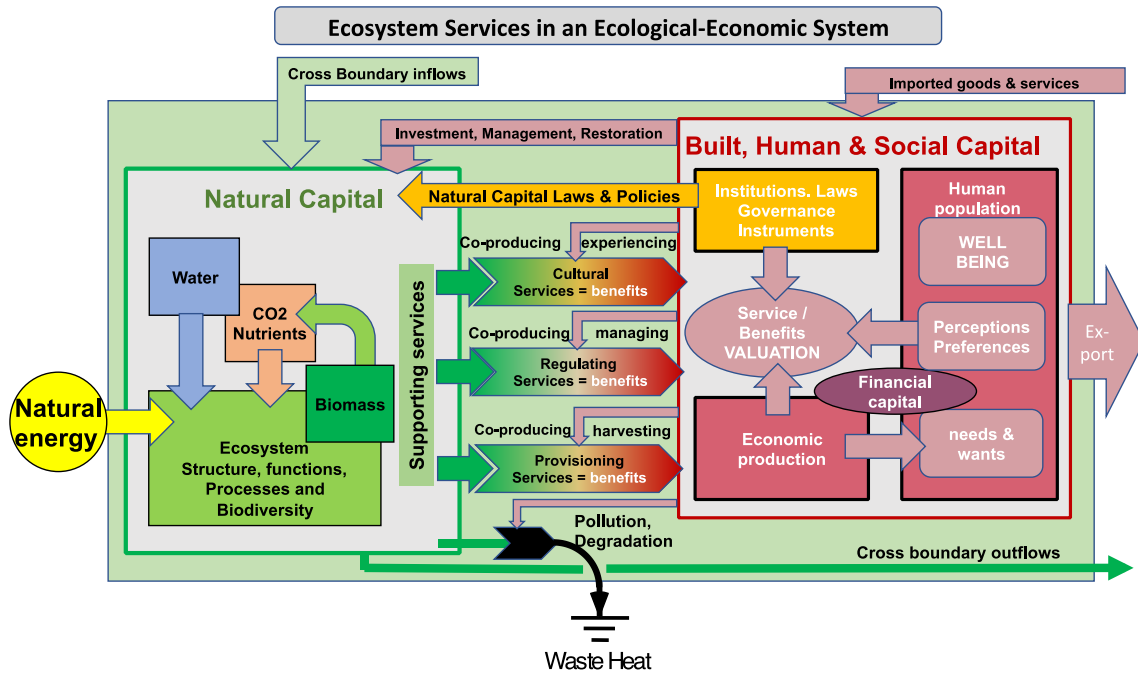 Ecosystem Services in an Ecological-Economic System
Cross Boundary inflows
Imported goods & services
Investment, Management, Restoration
Built, Human & Social Capital
Natural Capital
Natural Capital Laws & Policies
Institutions. Laws
Governance
Instruments
Human
population
WELL
BEING
Water
CO2
Nutrients
Biomass
Natural
energy
Ecosystem
Structure, functions,
Processes and
Biodiversity
Supporting services
Co-producing experiencing
Cultural
Services = benefits
Co-producing managing
Regulating
Services = benefits
Co-producing harvesting
Provisioning
Services = benefits
Service /
Benefits
VALUATION
Perceptions
Preferences
Financial
capital
Economic
production
needs &
wants
Ex-
port
Pollution,
Degradation
Cross boundary outflows
Waste Heat